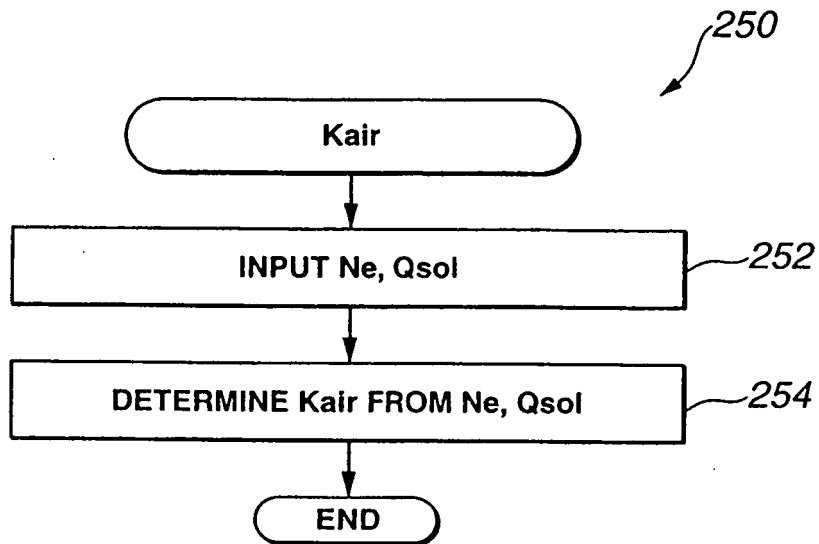 250
Kair
INPUT Ne, Qsol
252
DETERMINE Kair FROM Ne, Qsol
254
END